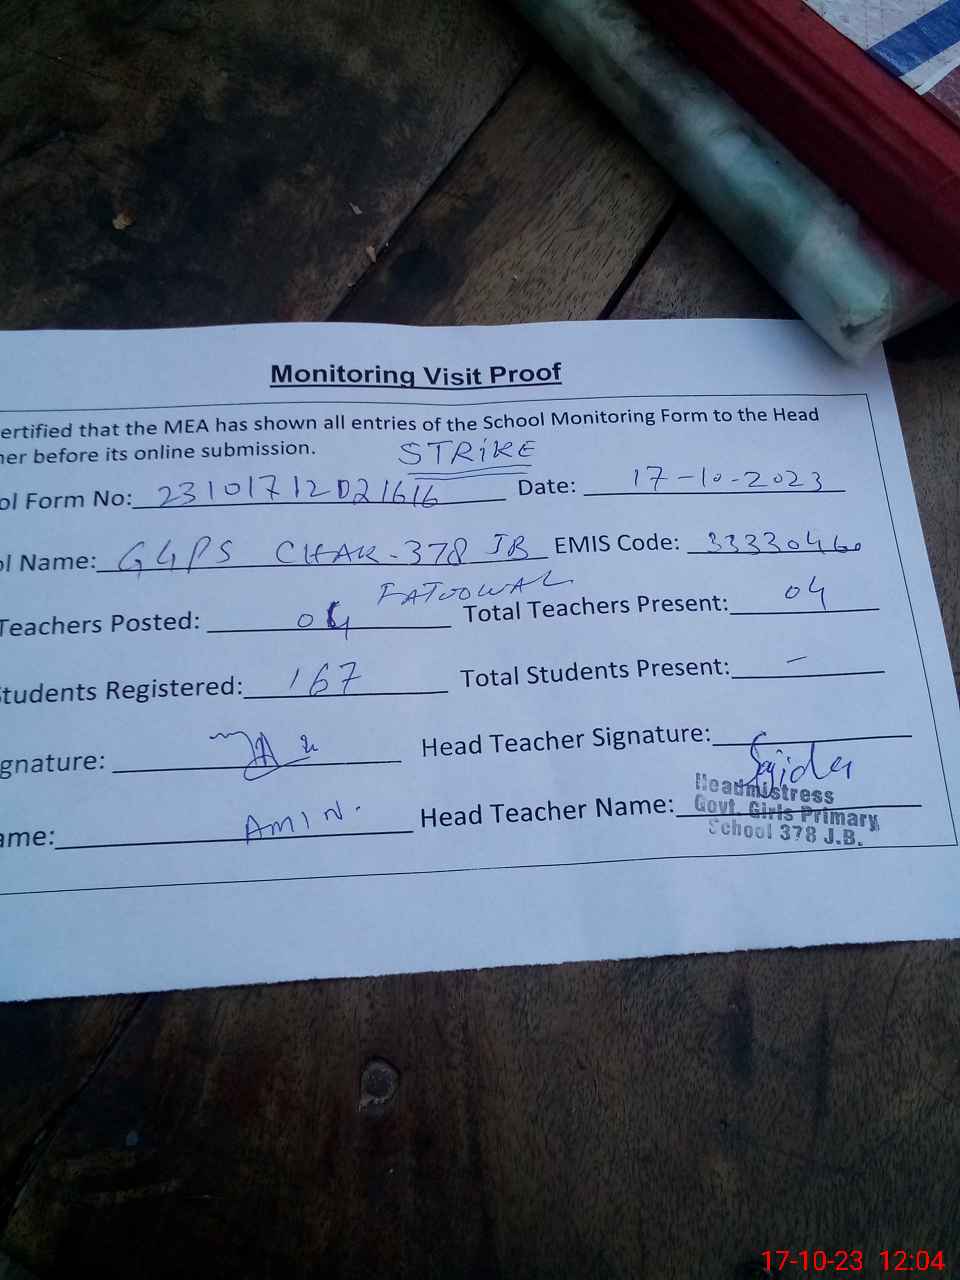 Monitoring Visit Proof
ertified that the MEA has shown all entries of the School Monitoring Form to the Head
her before its online submission.
STRIKE
ol Form No: 23101712021616 Date: 17-10-2023
ol Name: GGPS CHAK-378 JB EMIS Code: 33330460
FATOOWAL
Teachers Posted: 04 Total Teachers Present: 04
tudents Registered: 167 Total Students Present: -
gnature: Head Teacher Signature: Sajida
ame: AMIN. Head Teacher Name:
Headmistress
Govt. Girls Primary
School 378 J.B.
17-10-23 12:04